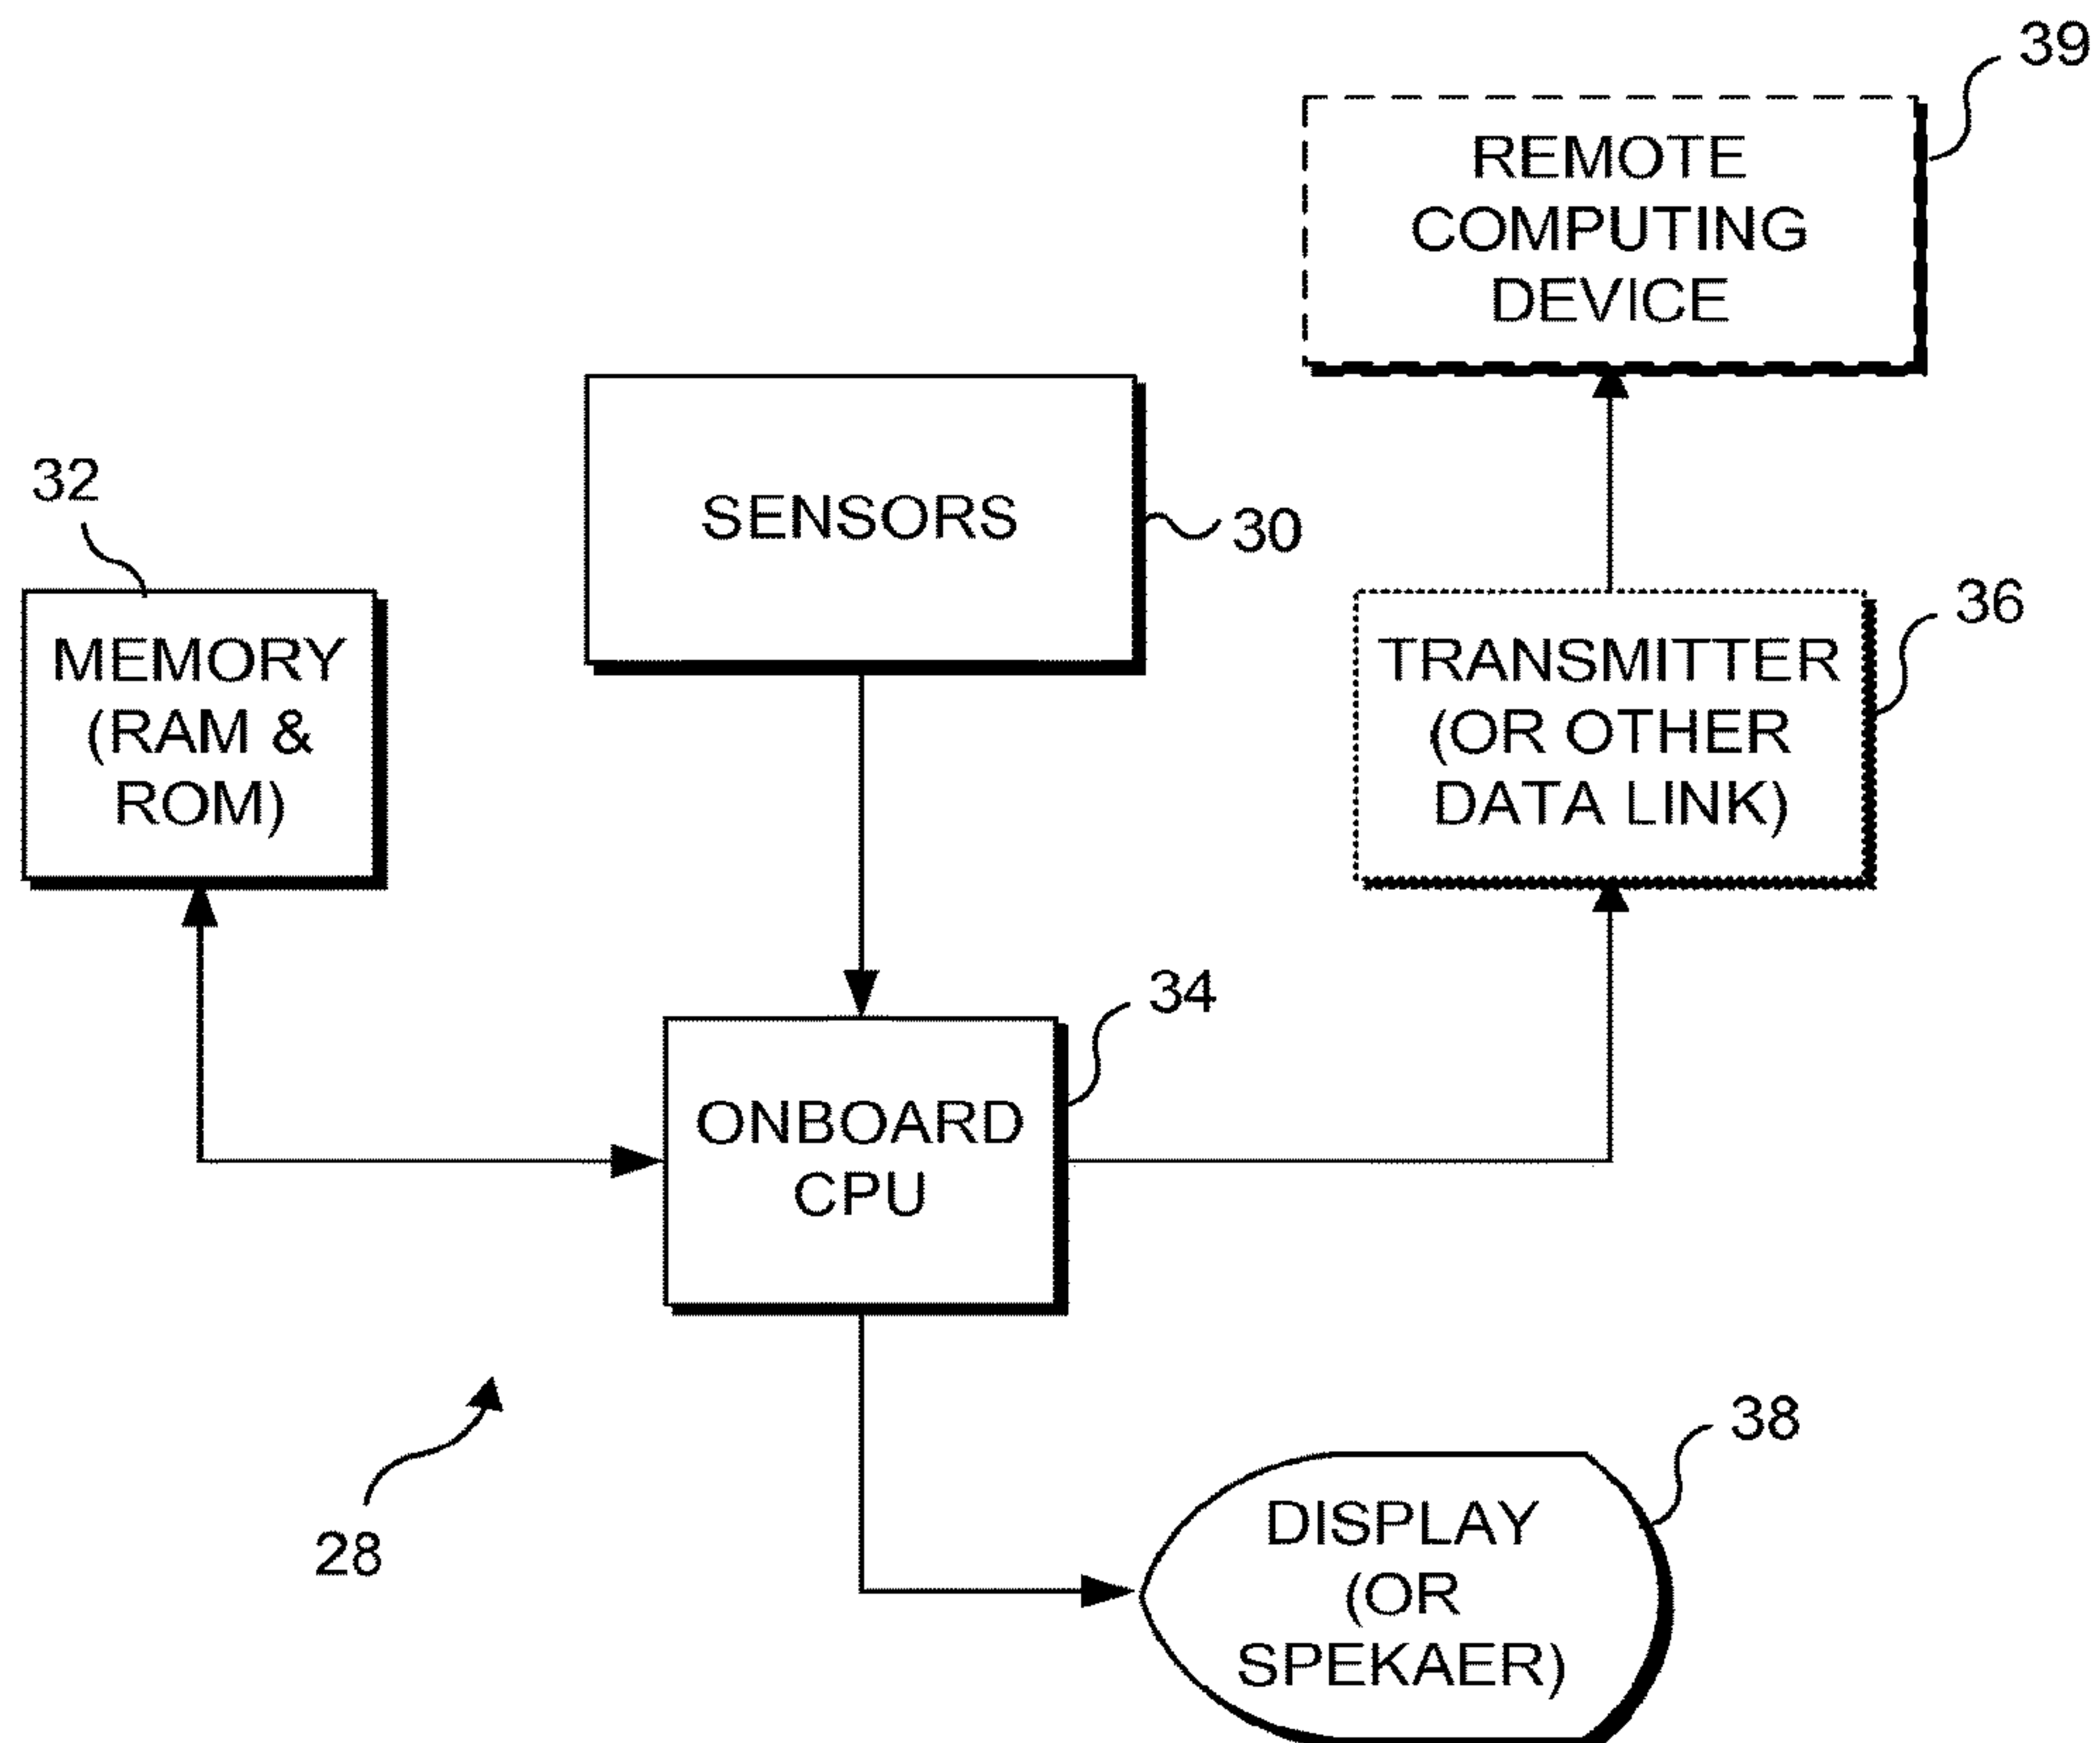 39
REMOTE
COMPUTING
DEVICE
32
SENSORS
30
MEMORY
(RAM &
ROM)
36
TRANSMITTER
(OR OTHER
DATA LINK)
34
ONBOARD
CPU
28
38
DISPLAY
(OR
SPEKAER)